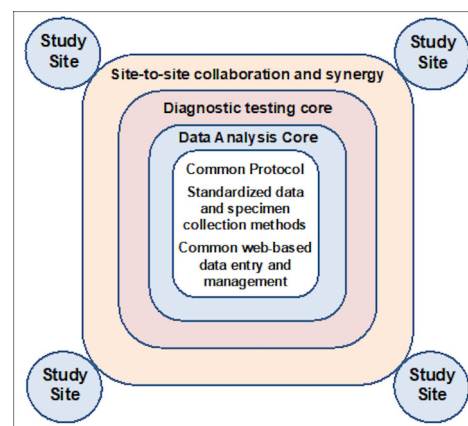 Study
Site
Study
Site
Site-to-site collaboration and synergy
Diagnostic testing core
Data Analysis Core
Common Protocol
Standardized data
and specimen
collection methods
Common web-based
data entry and
management
Study
Site
Study
Site